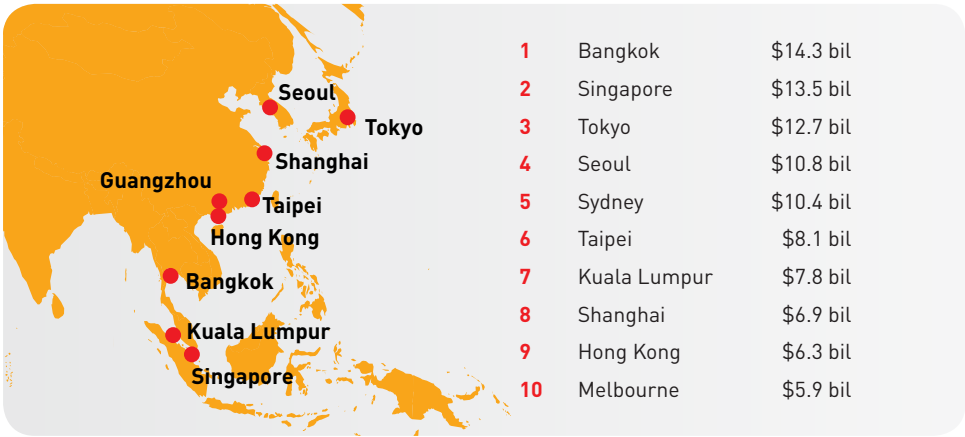 Seoul
Tokyo
Shanghai
Guangzhou
Taipei
Hong Kong
Bangkok
Kuala Lumpur
Singapore
1 Bangkok $14.3 bil
2 Singapore $13.5 bil
3 Tokyo $12.7 bil
4 Seoul $10.8 bil
5 Sydney $10.4 bil
6 Taipei $8.1 bil
7 Kuala Lumpur $7.8 bil
8 Shanghai $6.9 bil
9 Hong Kong $6.3 bil
10 Melbourne $5.9 bil